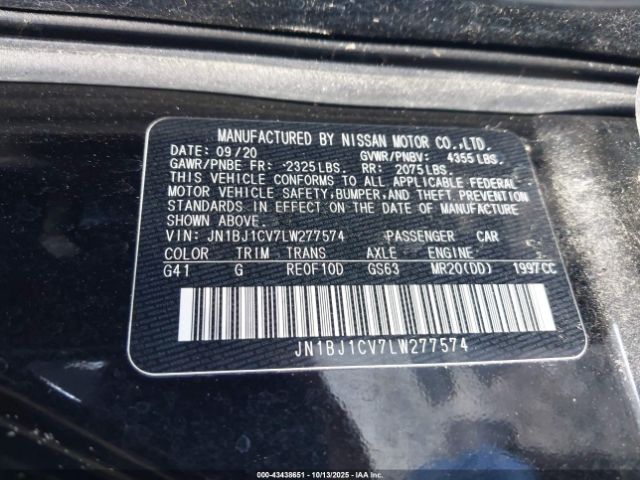 MANUFACTURED BY NISSAN MOTOR CO.,LTD.
DATE: 09/20 GVWR/PNBV: 4355 LBS.
GAWR/PNBE FR: 2325 LBS. RR: 2075 LBS.
THIS VEHICLE CONFORMS TO ALL APPLICABLE FEDERAL
MOTOR VEHICLE SAFETY, BUMPER, AND THEFT PREVENTION
STANDARDS IN EFFECT ON THE DATE OF MANUFACTURE
SHOWN ABOVE.
VIN: JN1BJ1CV7LW277574 PASSENGER CAR
COLOR TRIM TRANS AXLE ENGINE
G41 G RE0F10D GS63 MR20(DD) 1997CC
JN1BJ1CV7LW277574
000-43438651 | 10/13/2025 - COPYRIGHT © IAA, LLC